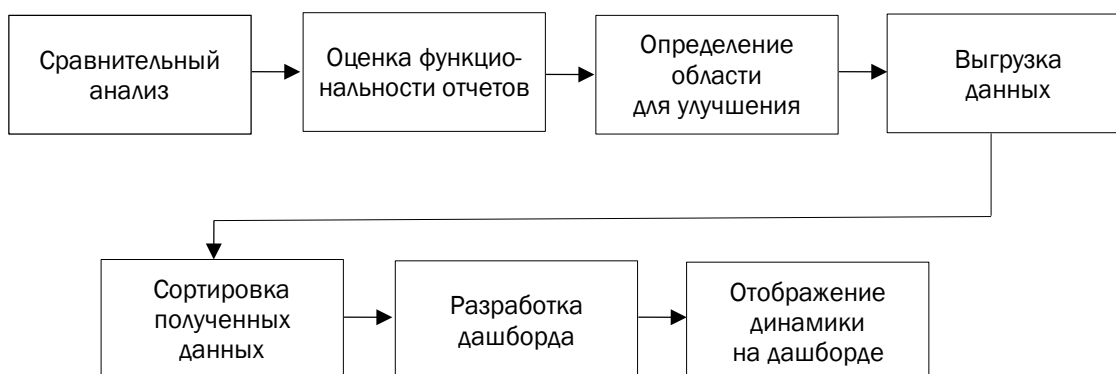 Сравнительный
анализ
Оценка функцио-
нальности отчетов
Определение
области
для улучшения
Выгрузка
данных
Сортировка
полученных
данных
Разработка
дашборда
Отображение
динамики
на дашборде